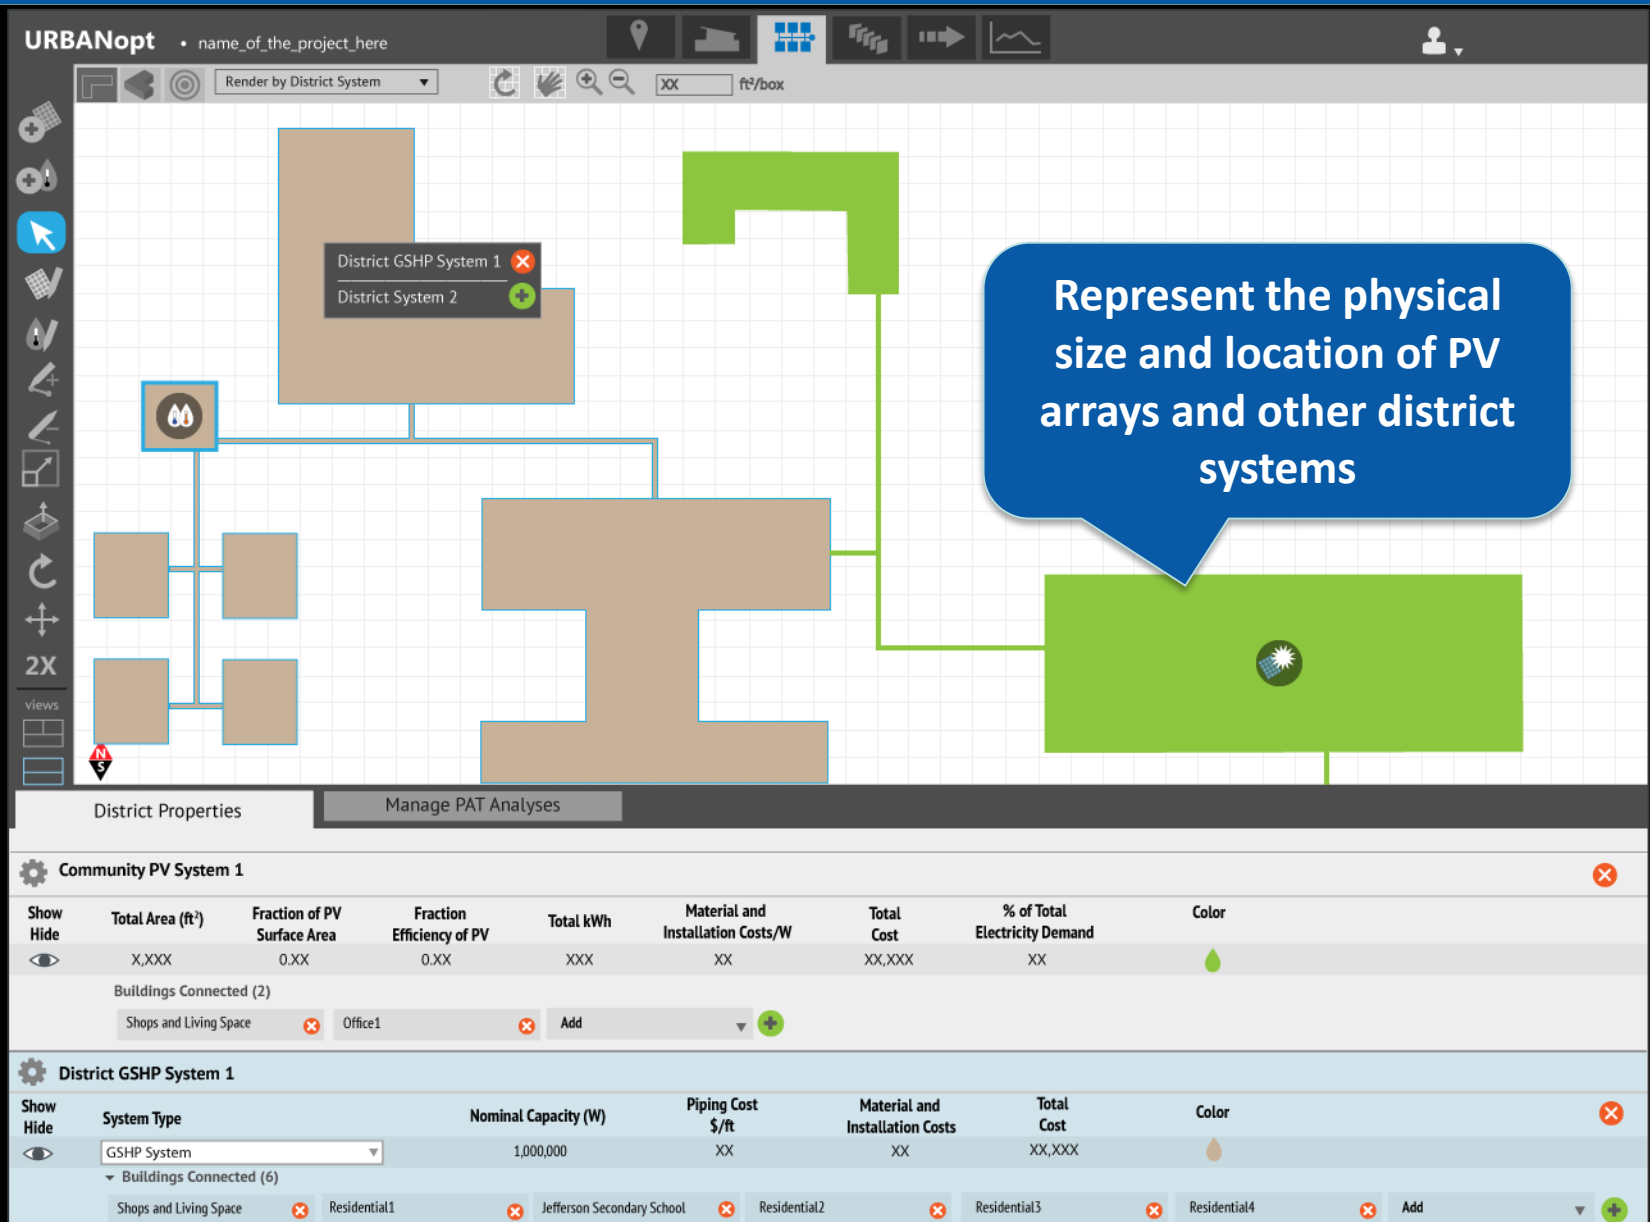 URBANopt • name_of_the_project_here
Render by District System
XX ft²/box
District GSHP System 1
District System 2
Represent the physical
size and location of PV
arrays and other district
systems
2X
views
N
S
District Properties
Manage PAT Analyses
Community PV System 1
Show Hide Total Area (ft²) Fraction of PV Surface Area Fraction Efficiency of PV Total kWh Material and Installation Costs/W Total Cost % of Total Electricity Demand Color
X,XXX 0.XX 0.XX XXX XX XX,XXX XX
Buildings Connected (2)
Shops and Living Space Office1 Add
District GSHP System 1
Show Hide System Type Nominal Capacity (W) Piping Cost $/ft Material and Installation Costs Total Cost Color
GSHP System 1,000,000 XX XX XX,XXX
Buildings Connected (6)
Shops and Living Space Residential1 Jefferson Secondary School Residential2 Residential3 Residential4 Add